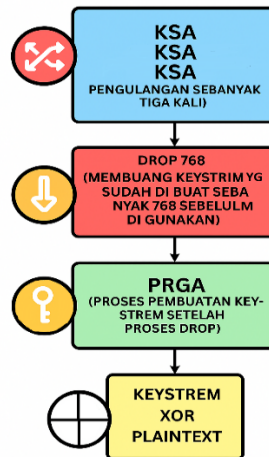 KSA
KSA
KSA
PENGULANGAN SEBANYAK
TIGA KALI)
DROP 768
(MEMBUANG KEYSTRIM YG
SUDAH DI BUAT SEBA
NYAK 768 SEBELULM
DI GUNAKAN)
PRGA
(PROSES PEMBUATAN KEY-
STREM SETELAH
PROSES DROP)
KEYSTREM
XOR
PLAINTEXT